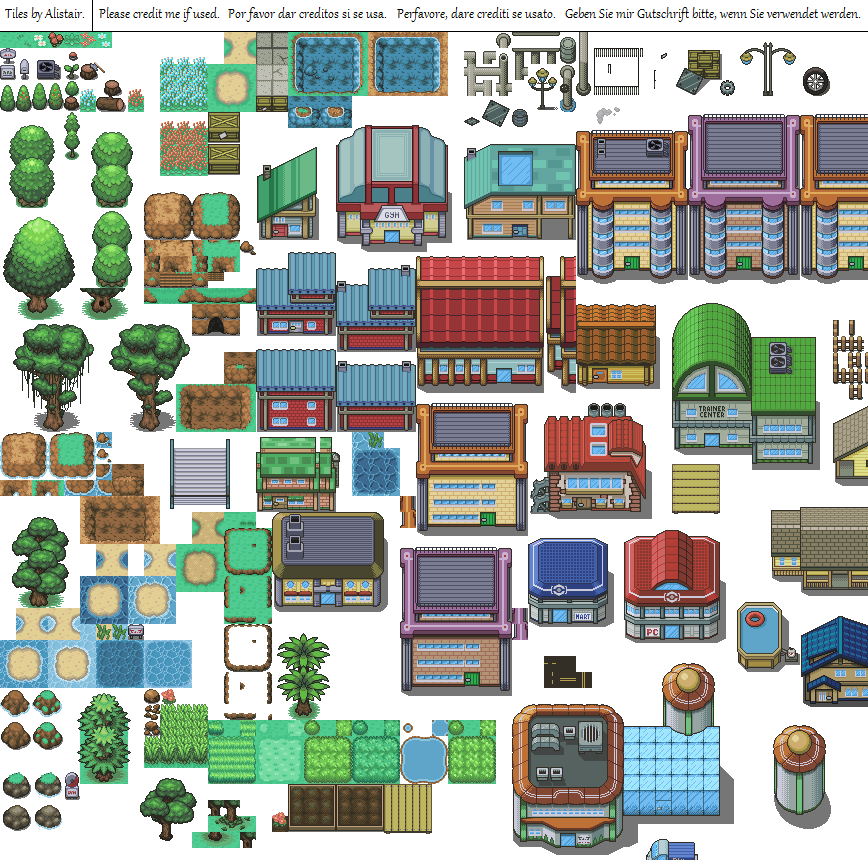 Tiles by Alistair. Please credit me if used. Por favor dar creditos si se usa. Perfavore, dare crediti se usato. Geben Sie mir Gutschrift bitte, wenn Sie verwendet werden.
GYM
TRAINER
CENTER
MART
PC